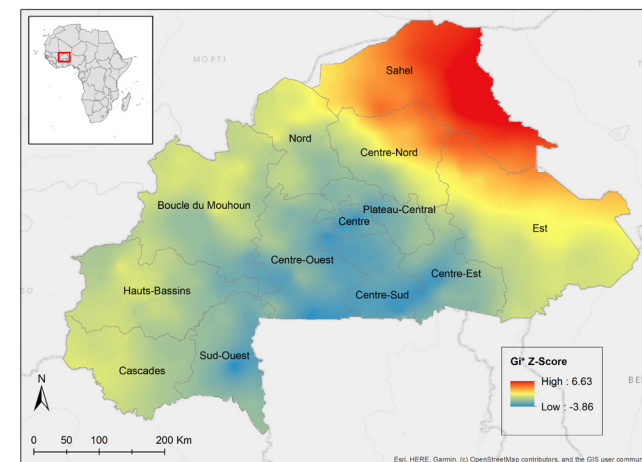 MOPTI
Sahel
Nord
Centre-Nord
Boucle du Mouhoun
Plateau-Central
Centre
Est
Centre-Ouest
Centre-Est
Hauts-Bassins
Centre-Sud
Sud-Ouest
Cascades
Gi* Z-Score
High : 6.63
Low : -3.86
N
0 50 100 200 Km
Esri, HERE, Garmin, (c) OpenStreetMap contributors, and the GIS user commun